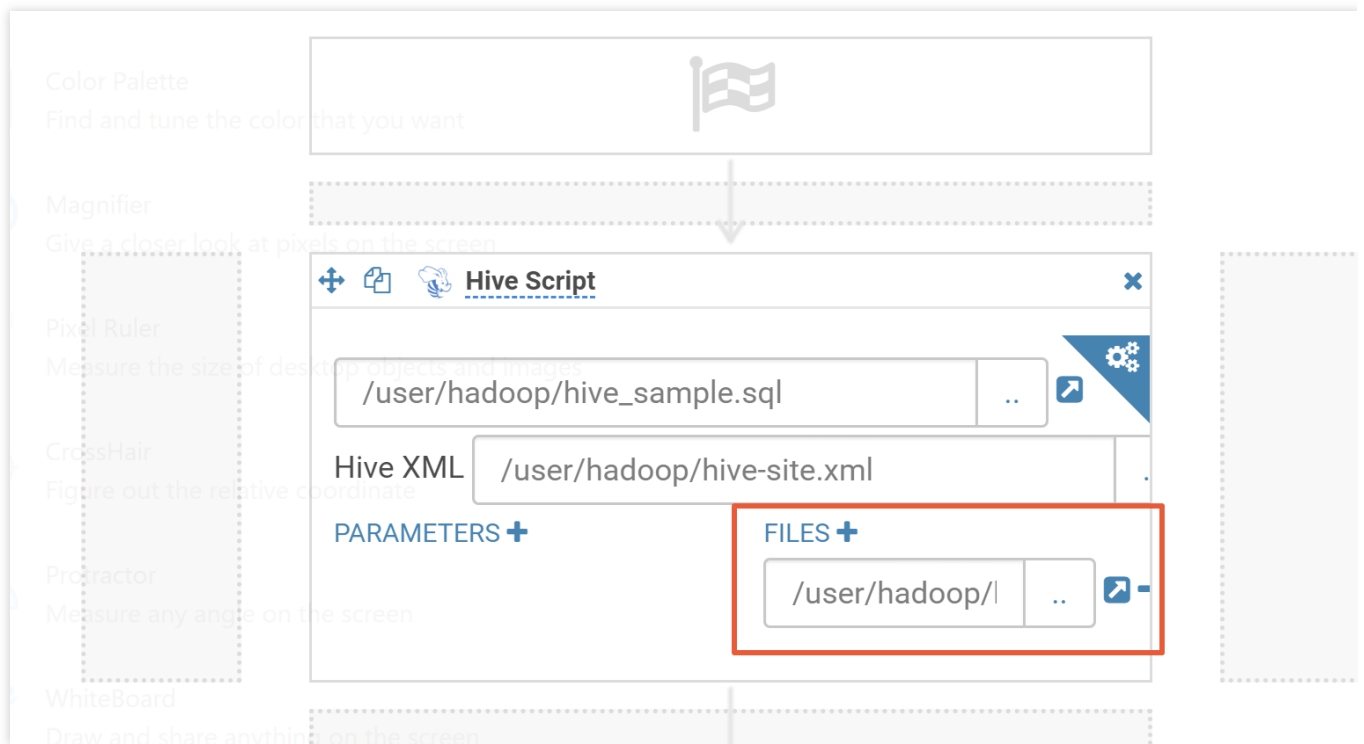 Color Palette
Find and tune the color that you want
Magnifier
Give a closer look at pixels on the screen
Hive Script
Pixel Ruler
Measure the size of desktop objects and images
/user/hadoop/hive_sample.sql ..
CrossHair
Figure out the relative coordinate
Hive XML /user/hadoop/hive-site.xml .
PARAMETERS FILES
Protractor
Measure any angle on the screen
/user/hadoop/ ..
WhiteBoard
Draw and share anything on the screen